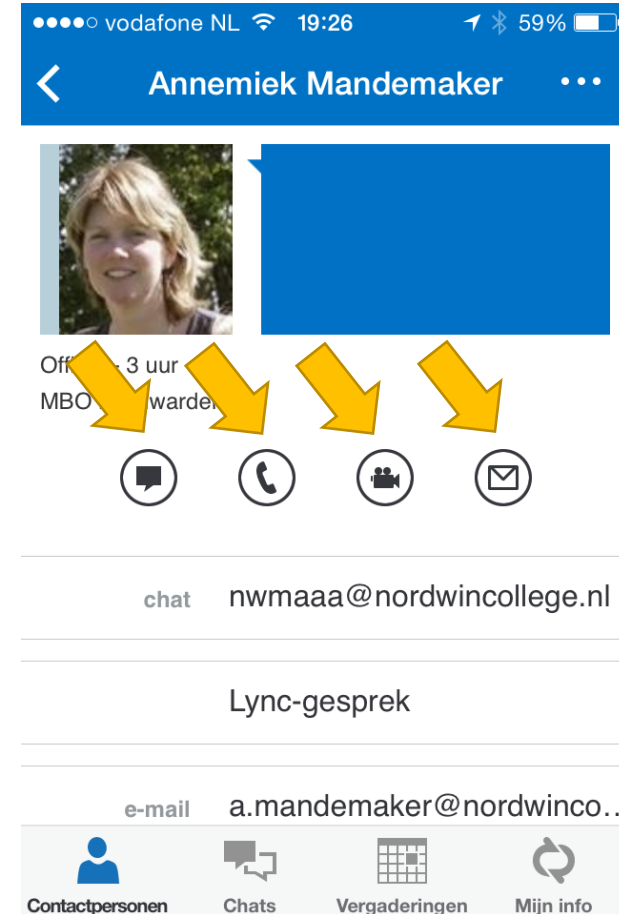 vodafone NL 19:26 59%
Annemiek Mandemaker
3 uur
MBO
chat nwmaaa@nordwincollege.nl
Lync-gesprek
e-mail a.mandemaker@nordwinco..
Contactpersonen Chats Vergaderingen Mijn info